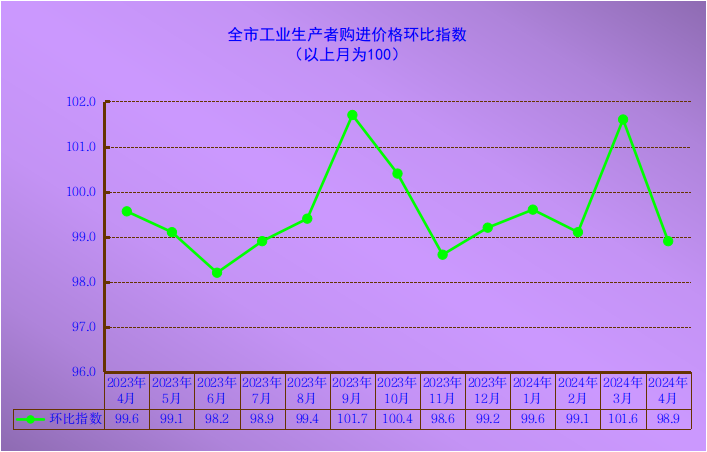 全市工业生产者购进价格环比指数
（以上月为100）
102.0
101.0
100.0
99.0
98.0
97.0
96.0
2023年4月 2023年5月 2023年6月 2023年7月 2023年8月 2023年9月 2023年10月 2023年11月 2023年12月 2024年1月 2024年2月 2024年3月 2024年4月
环比指数 99.6 99.1 98.2 98.9 99.4 101.7 100.4 98.6 99.2 99.6 99.1 101.6 98.9